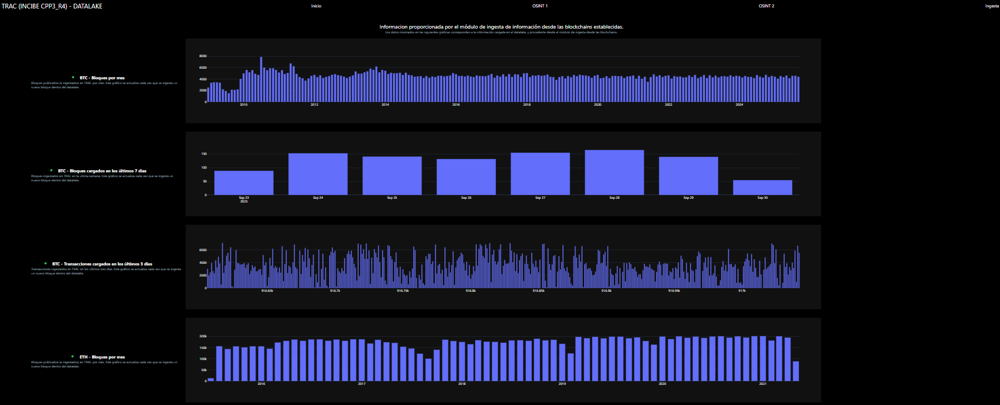 TRAC (INCIBE CPP3_R4) - DATALAKE
Inicio
OSINT 1
OSINT 2
Ingesta
Informacion proporcionada por el módulo de ingesta de información desde las blockchains establecidas.
Los datos mostrados en las siguientes gráficas corresponden a la información cargada en el datalake, y procedente desde el módulo de ingesta desde las blockchains.
BTC - Bloques por mes
Bloques publicados (e ingestados) en TRAC por mes. Este gráfico se actualiza cada vez que se ingesta un
nuevo bloque dentro del datalake.
8000
6000
4000
2000
0
2010
2012
2014
2016
2018
2020
2022
2024
BTC - Bloques cargados en los últimos 7 dias
Bloques ingestados en TRAC en la ultima semana. Este gráfico se actualiza cada vez que se ingesta un
nuevo bloque dentro del datalake.
150
100
50
0
Sep 23
2025
Sep 24
Sep 25
Sep 26
Sep 27
Sep 28
Sep 29
Sep 30
BTC - Transacciones cargados en los últimos 3 dias
Transacciones ingestados en TRAC en los últimos tres días. Este gráfico se actualiza cada vez que se ingesta
un nuevo bloque dentro del datalake.
6000
4000
2000
0
916.65k
916.7k
916.75k
916.8k
916.85k
916.9k
916.95k
917k
ETH - Bloques por mes
Bloques publicados (e ingestados) en TRAC por mes. Este gráfico se actualiza cada vez que se ingesta un
nuevo bloque dentro del datalake.
200k
150k
100k
50k
0
2016
2017
2018
2019
2020
2021